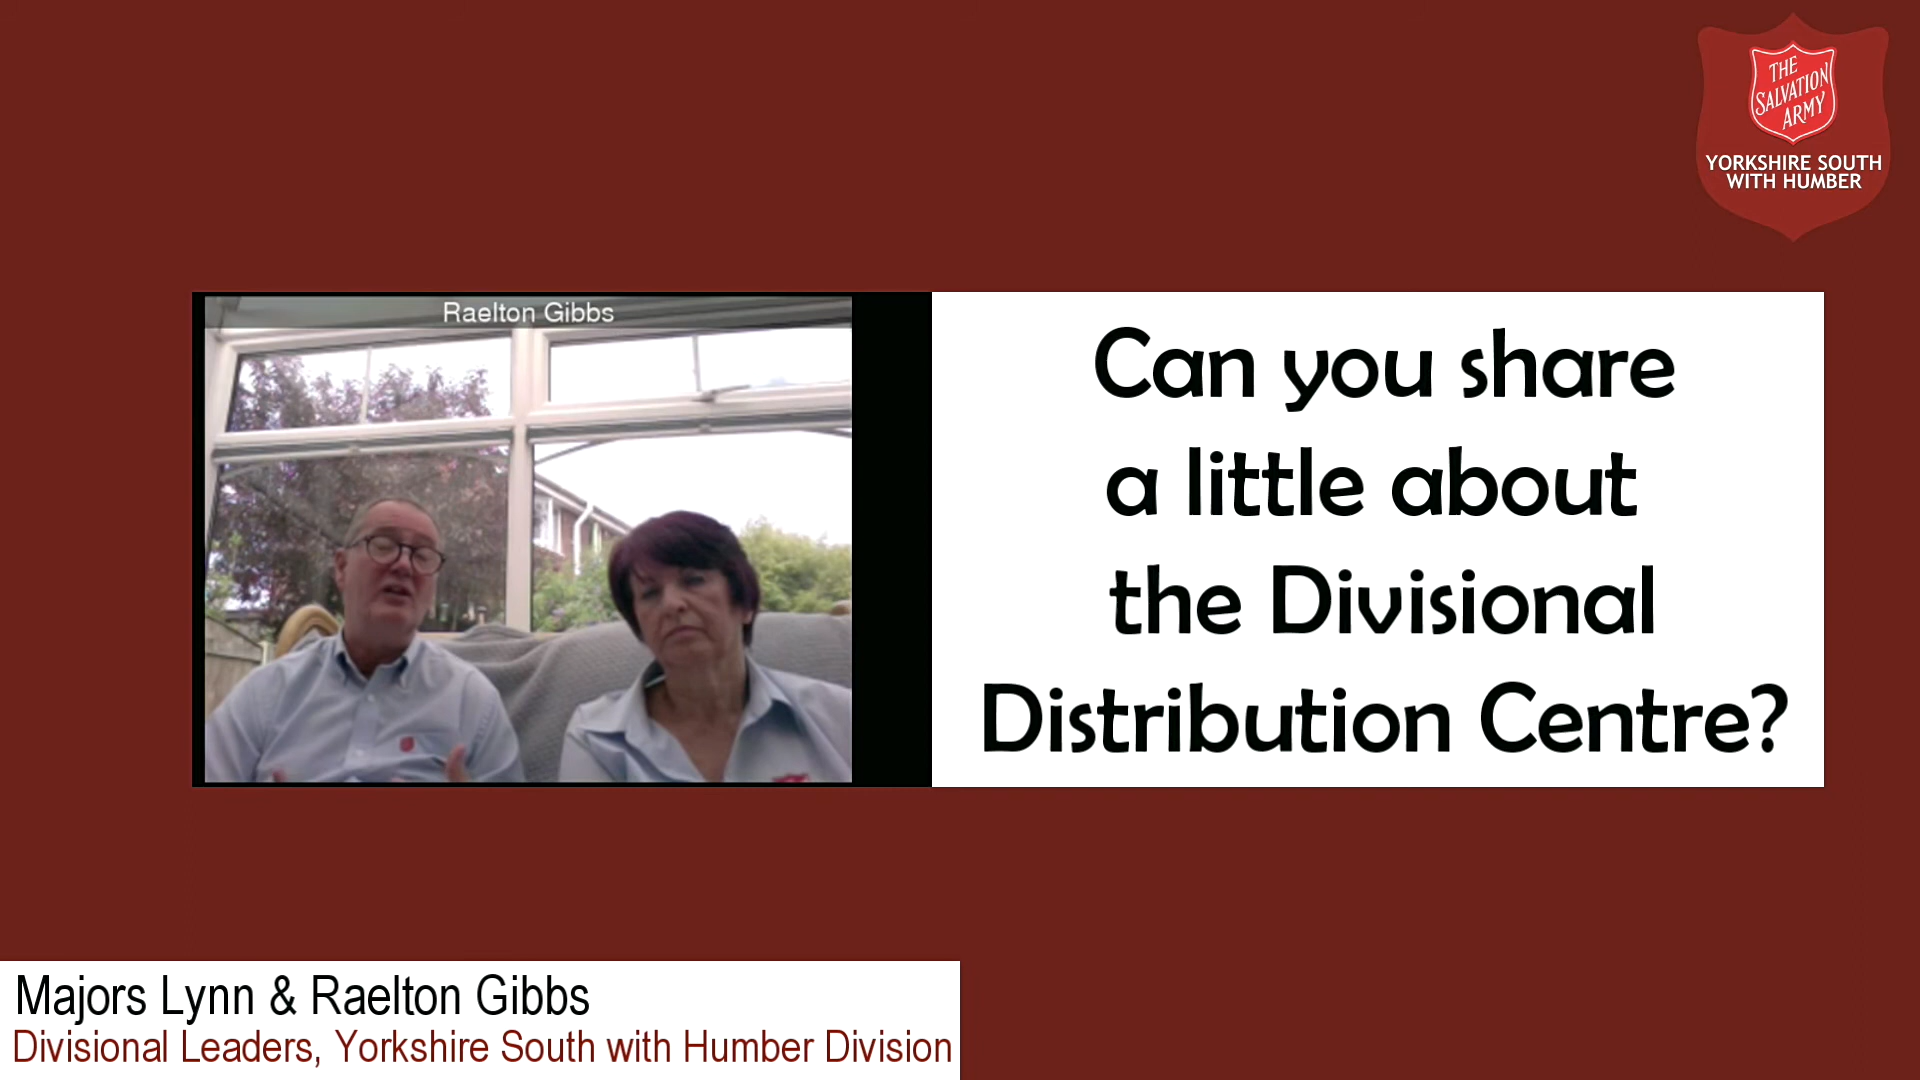 THE
SALVATION
ARMY
YORKSHIRE SOUTH
WITH HUMBER
Raelton Gibbs
Can you share
a little about
the Divisional
Distribution Centre?
Majors Lynn & Raelton Gibbs
Divisional Leaders, Yorkshire South with Humber Division